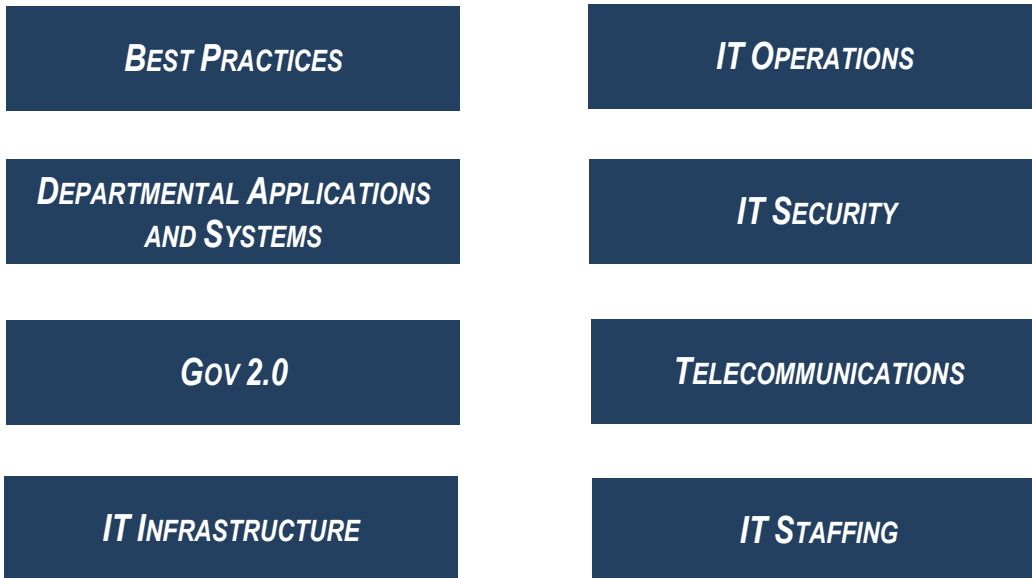 BEST PRACTICES
IT OPERATIONS
DEPARTMENTAL APPLICATIONS
AND SYSTEMS
IT SECURITY
GOV 2.0
TELECOMMUNICATIONS
IT INFRASTRUCTURE
IT STAFFING